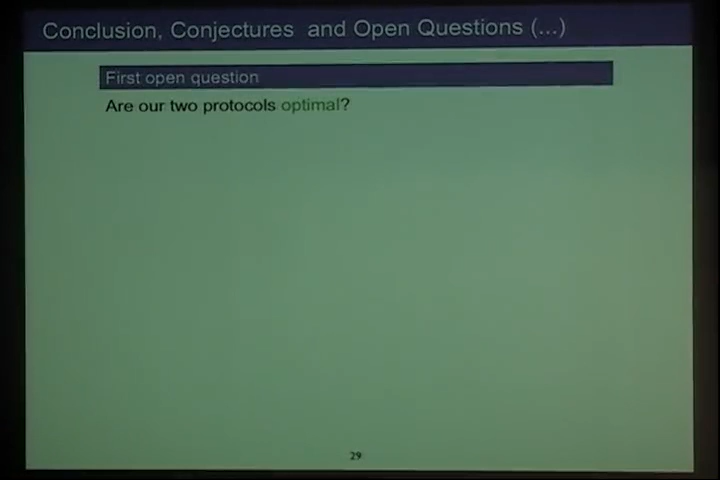 Conclusion, Conjectures and Open Questions (...)
First open question
Are our two protocols optimal?
29